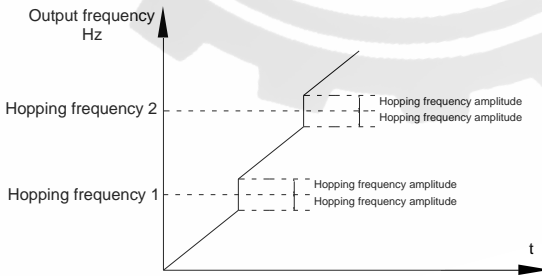 Output frequency
Hz
Hopping frequency 2
Hopping frequency amplitude
Hopping frequency amplitude
Hopping frequency 1
Hopping frequency amplitude
Hopping frequency amplitude
t